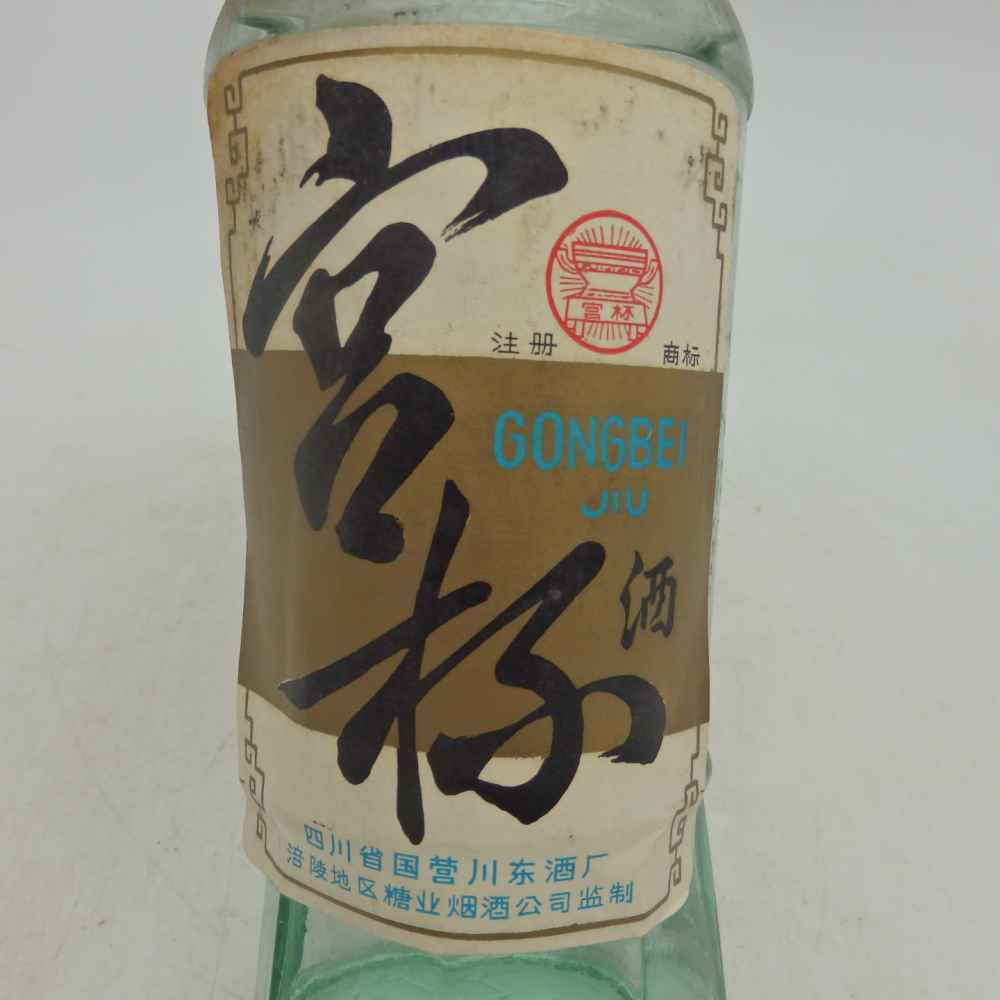 宫杯
宫杯
注册 商标
GONGBEI
JIU
酒
四川省国营川东酒厂
涪陵地区糖业烟酒公司监制